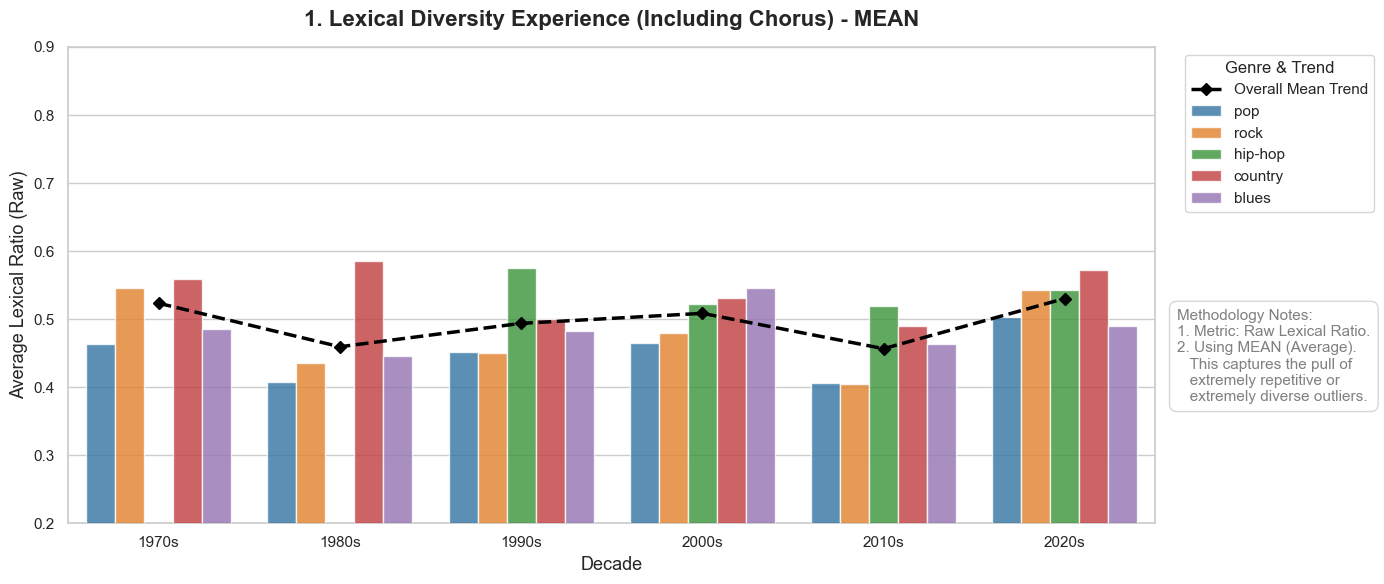 1. Lexical Diversity Experience (Including Chorus) - MEAN
Average Lexical Ratio (Raw)
0.9
0.8
0.7
0.6
0.5
0.4
0.3
0.2
1970s
1980s
1990s
2000s
2010s
2020s
Decade
Genre & Trend
Overall Mean Trend
pop
rock
hip-hop
country
blues
Methodology Notes:
1. Metric: Raw Lexical Ratio.
2. Using MEAN (Average).
This captures the pull of
extremely repetitive or
extremely diverse outliers.